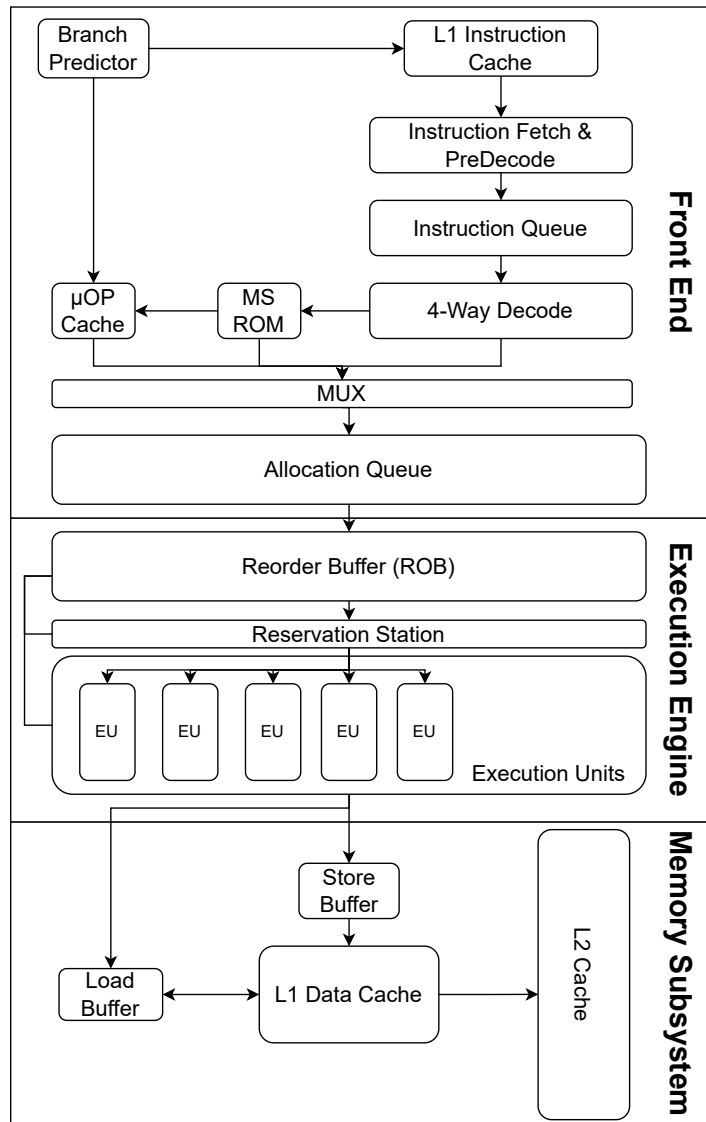 Branch
Predictor
L1 Instruction
Cache
Instruction Fetch &
PreDecode
Instruction Queue
µOP
Cache
MS
ROM
4-Way Decode
MUX
Allocation Queue
Front End
Reorder Buffer (ROB)
Reservation Station
EU
EU
EU
EU
EU
Execution Units
Execution Engine
Store
Buffer
Load
Buffer
L1 Data Cache
L2 Cache
Memory Subsystem